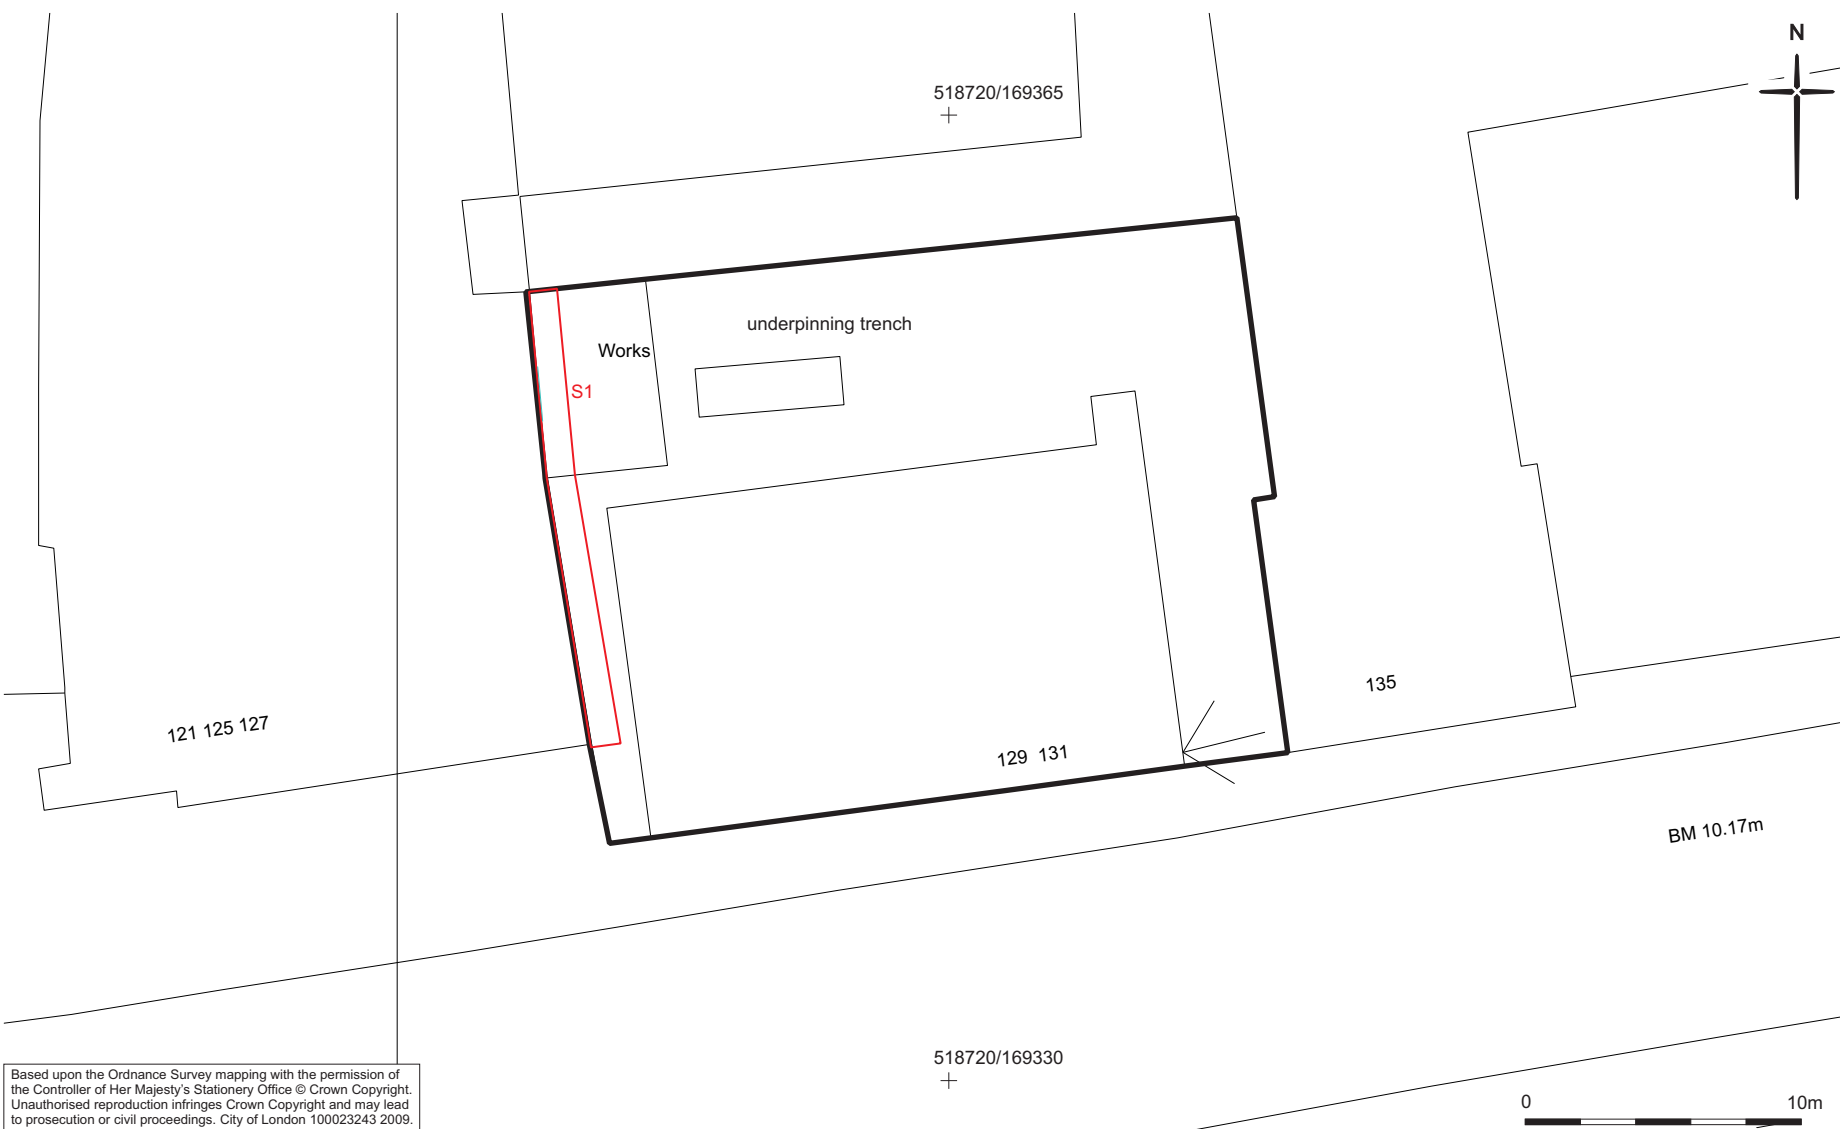 N
518720/169365
underpinning trench
Works
S1
135
121 125 127
129 131
BM 10.17m
518720/169330
0 10m
Based upon the Ordnance Survey mapping with the permission of
the Controller of Her Majesty's Stationery Office © Crown Copyright.
Unauthorised reproduction infringes Crown Copyright and may lead
to prosecution or civil proceedings. City of London 100023243 2009.